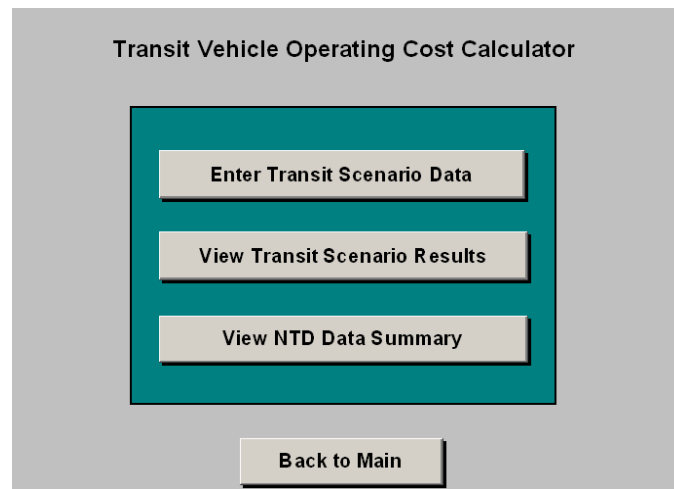 Transit Vehicle Operating Cost Calculator
Enter Transit Scenario Data
View Transit Scenario Results
View NTD Data Summary
Back to Main